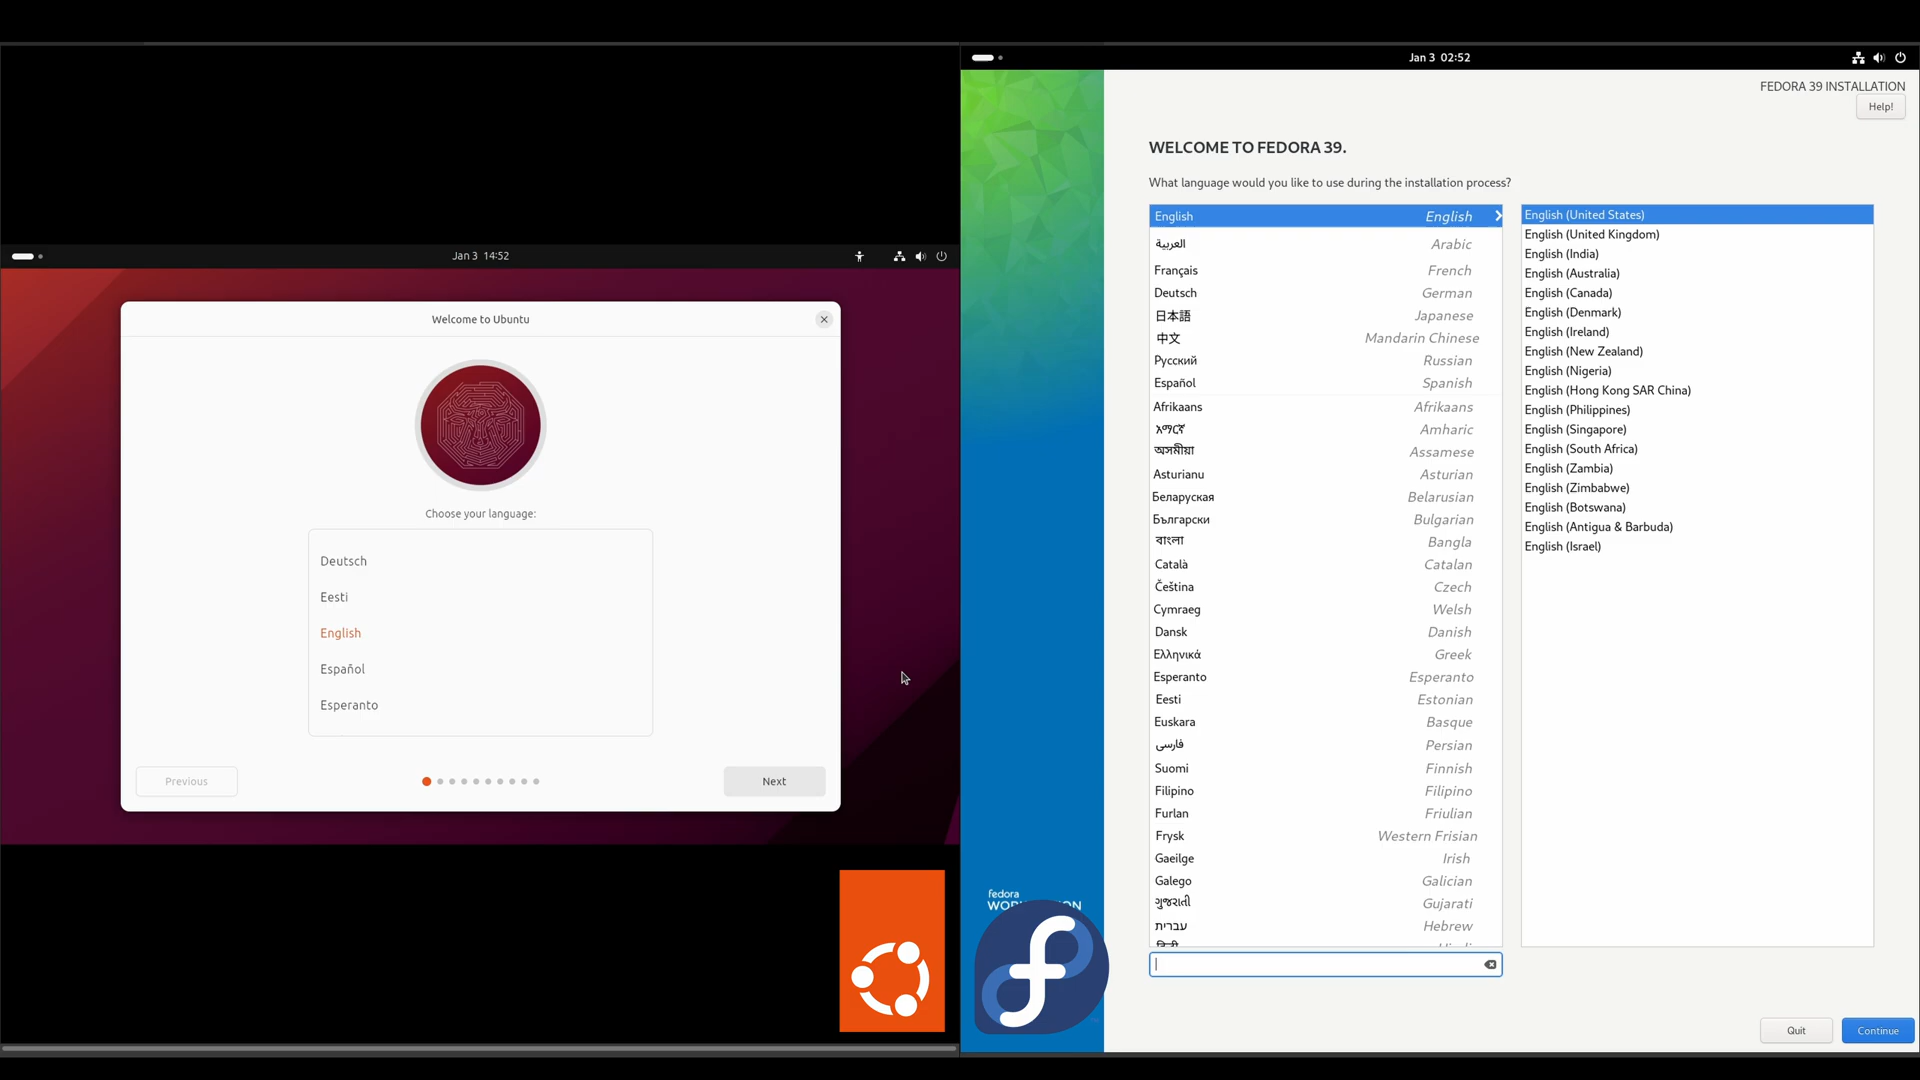 Jan 3 14:52
Welcome to Ubuntu
Choose your language:
Deutsch
Eesti
English
Español
Esperanto
Previous
Next
Jan 3 02:52
FEDORA 39 INSTALLATION
Help!
WELCOME TO FEDORA 39.
What language would you like to use during the installation process?
English English
العربية Arabic
Français French
Deutsch German
日本語 Japanese
中文 Mandarin Chinese
Русский Russian
Español Spanish
Afrikaans Afrikaans
አማርኛ Amharic
অসমীয়া Assamese
Asturianu Asturian
Беларуская Belarusian
Български Bulgarian
বাংলা Bangla
Català Catalan
Čeština Czech
Cymraeg Welsh
Dansk Danish
Ελληνικά Greek
Esperanto Esperanto
Eesti Estonian
Euskara Basque
فارسی Persian
Suomi Finnish
Filipino Filipino
Furlan Friulian
Frysk Western Frisian
Gaeilge Irish
Galego Galician
ગુજરાતી Gujarati
עברית Hebrew
English (United States)
English (United Kingdom)
English (India)
English (Australia)
English (Canada)
English (Denmark)
English (Ireland)
English (New Zealand)
English (Nigeria)
English (Hong Kong SAR China)
English (Philippines)
English (Singapore)
English (South Africa)
English (Zambia)
English (Zimbabwe)
English (Botswana)
English (Antigua & Barbuda)
English (Israel)
fedora
Quit
Continue